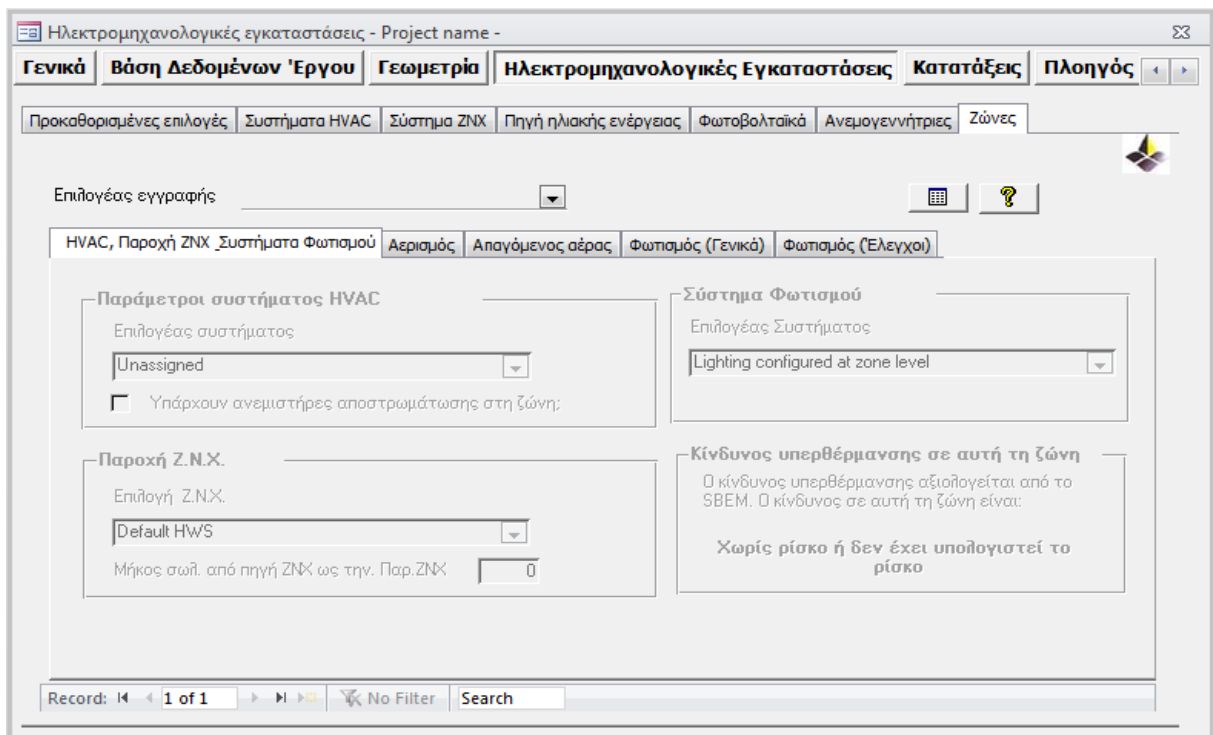 Ηλεκτρομηχανολογικές εγκαταστάσεις - Project name -
Γενικά Βάση Δεδομένων 'Εργου Γεωμετρία Ηλεκτρομηχανολογικές Εγκαταστάσεις Κατατάξεις Πλοηγός
Προκαθορισμένες επιλογές Συστήματα HVAC Σύστημα ΖΝΧ Πηγή ηλιακής ενέργειας Φωτοβολταϊκά Ανεμογεννήτριες Ζώνες
Επιλογέας εγγραφής
HVAC, Παροχή ΖΝΧ _Συστήματα Φωτισμού Αερισμός Απαγόμενος αέρας Φωτισμός (Γενικά) Φωτισμός (Έλεγχοι)
Παράμετροι συστήματος HVAC
Επιλογέας συστήματος
Unassigned
Υπάρχουν ανεμιστήρες αποστρωμάτωσης στη ζώνη;
Σύστημα Φωτισμού
Επιλογέας Συστήματος
Lighting configured at zone level
Παροχή Ζ.Ν.Χ.
Επιλογή Ζ.Ν.Χ.
Default HWS
Μήκος σωλ. από πηγή ΖΝΧ ως την. Παρ.ΖΝΧ 0
Κίνδυνος υπερθέρμανσης σε αυτή τη ζώνη
Ο κίνδυνος υπερθέρμανσης αξιολογείται από το
SBEM. Ο κίνδυνος σε αυτή τη ζώνη είναι:
Χωρίς ρίσκο ή δεν έχει υπολογιστεί το
ρίσκο
Record: 1 of 1 No Filter Search